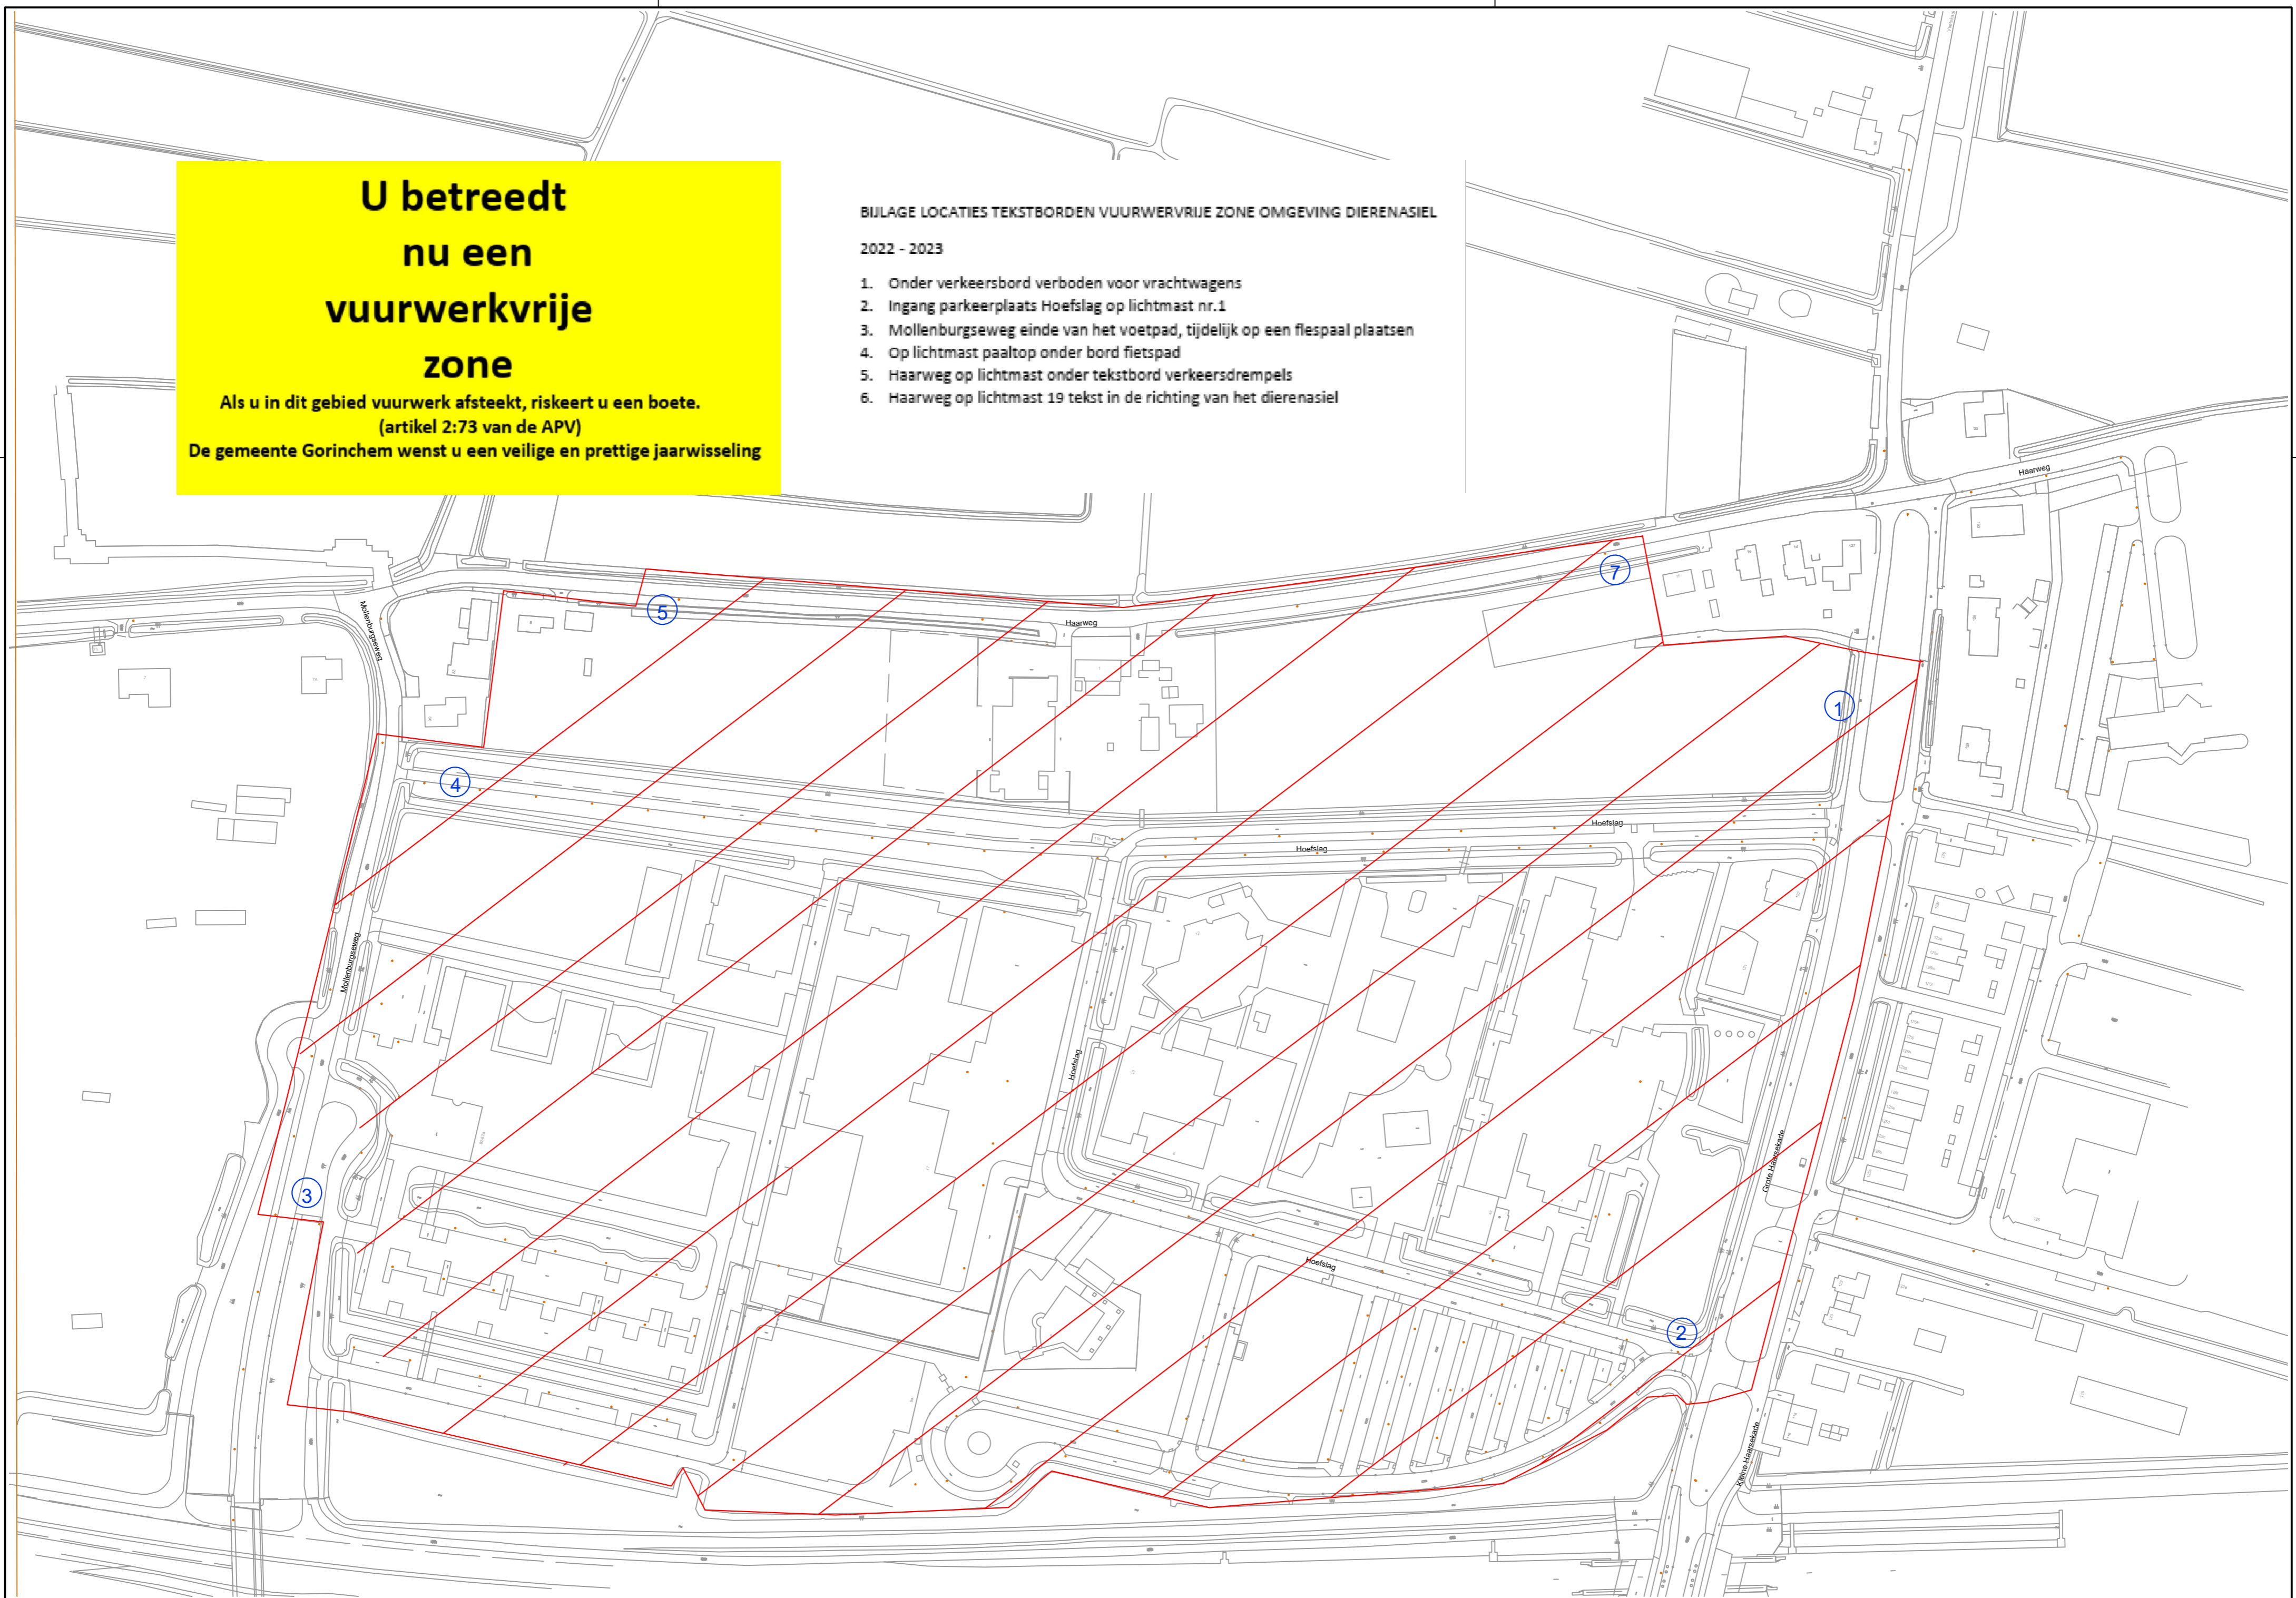 U betreedt
nu een
vuurwerkvrije
zone
Als u in dit gebied vuurwerk afsteekt, riskeert u een boete.
(artikel 2:73 van de APV)
De gemeente Gorinchem wenst u een veilige en prettige jaarwisseling
BIJLAGE LOCATIES TEKSTBORDEN VUURWERVRIJE ZONE OMGEVING DIERENASIEL
2022 - 2023
1. Onder verkeersbord verboden voor vrachtwagens
2. Ingang parkeerplaats Hoefslag op lichtmast nr.1
3. Mollenburgseweg einde van het voetpad, tijdelijk op een flespaal plaatsen
4. Op lichtmast paaltop onder bord fietspad
5. Haarweg op lichtmast onder tekstbord verkeersdrempels
6. Haarweg op lichtmast 19 tekst in de richting van het dierenasiel
Haarweg
7
5
Mollenburgseweg
Haarweg
1
4
Hoefslag
Hoefslag
Mollenburgseweg
Hoefslag
Grote Haarsekade
3
Hoefslag
2
Kleine Haarsekade